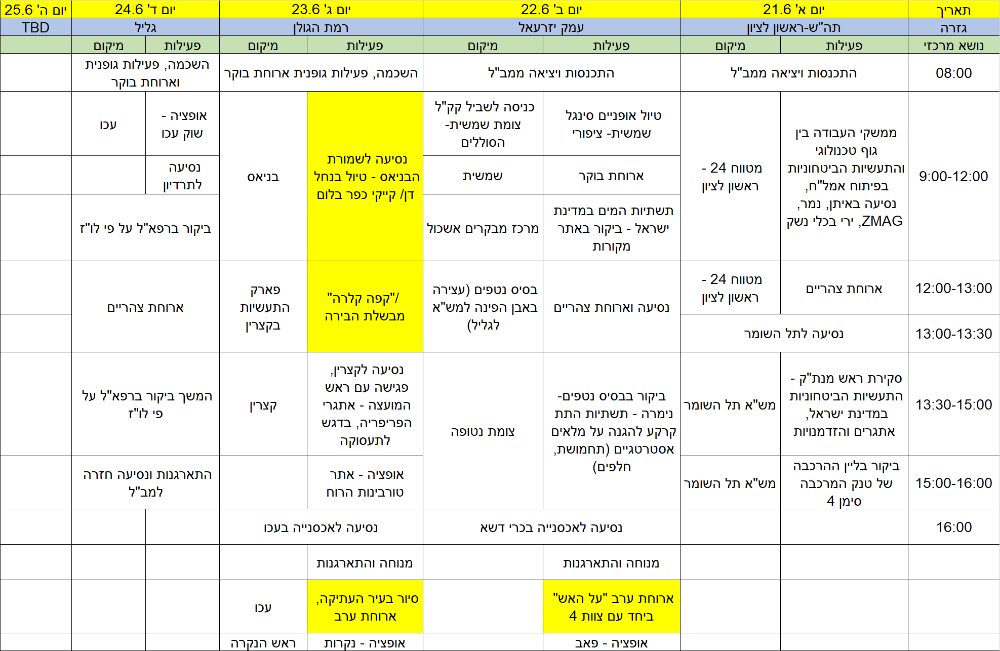 תאריך
יום א' 21.6
יום ב' 22.6
יום ג' 23.6
יום ד' 24.6
יום ה' 25.6
גזרה
תה"ש-ראשון לציון
עמק יזרעאל
רמת הגולן
גליל
TBD
נושא מרכזי
פעילות
מיקום
פעילות
מיקום
פעילות
מיקום
פעילות
מיקום
08:00
התכנסות ויציאה ממב"ל
התכנסות ויציאה ממב"ל
השכמה, פעילות גופנית ארוחת בוקר
השכמה, פעילות גופנית
וארוחת בוקר
9:00-12:00
ממשקי העבודה בין
גוף טכנולוגי
והתעשיות הביטחוניות
בפיתוח אמל"ח,
נסיעה באיתן, נמר,
ZMAG, ירי בכלי נשק
מטווח 24 -
ראשון לציון
טיול אופניים סינגל
שמשית- ציפורי
כניסה לשביל קק"ל
צומת שמשית-
הסוללים
נסיעה לשמורת
הבניאס - טיול בנחל
דן/ קייקי כפר בלום
בניאס
אופציה -
שוק עכו
עכו
ארוחת בוקר
שמשית
נסיעה
לתרדיון
תשתיות המים במדינת
ישראל - ביקור באתר
מקורות
מרכז מבקרים אשכול
ביקור ברפא"ל על פי לו"ז
12:00-13:00
ארוחת צהריים
מטווח 24 -
ראשון לציון
נסיעה וארוחת צהריים
בסיס נטפים (עצירה
באבן הפינה למש"א
לגליל)
"קפה קלרה"/
מבשלת הבירה
פארק
התעשיות
בקצרין
ארוחת צהריים
13:00-13:30
נסיעה לתל השומר
13:30-15:00
סקירת ראש מנת"ק -
התעשיות הביטחוניות
במדינת ישראל,
אתגרים והזדמנויות
מש"א תל השומר
ביקור בבסיס נטפים-
נימרה - תשתיות התת
קרקע להגנה על מלאים
אסטרטגיים (תחמושת,
חלפים)
צומת נטופה
נסיעה לקצרין,
פגישה עם ראש
המועצה - אתגרי
הפריפריה, בדגש
לתעסוקה
קצרין
המשך ביקור ברפא"ל על
פי לו"ז
15:00-16:00
ביקור בליין ההרכבה
של טנק המרכבה
סימן 4
מש"א תל השומר
אופציה - אתר
טורבינות הרוח
התארגנות ונסיעה חזרה
למב"ל
16:00
נסיעה לאכסנייה בכרי דשא
נסיעה לאכסנייה בעכו
מנוחה והתארגנות
מנוחה והתארגנות
ארוחת ערב "על האש"
ביחד עם צוות 4
סיור בעיר העתיקה,
ארוחת ערב
עכו
אופציה - פאב
אופציה - נקרות
ראש הנקרה